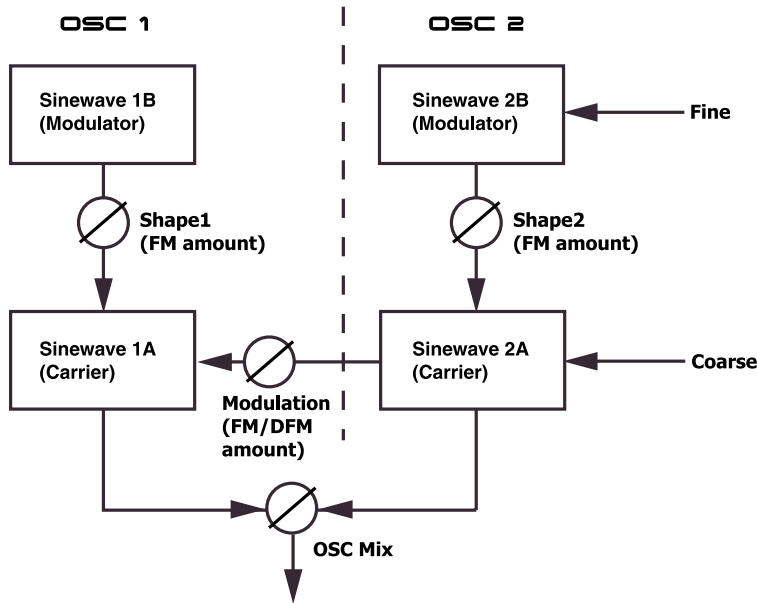 OSC 1
OSC 2
Sinewave 1B
(Modulator)
Sinewave 2B
(Modulator)
Fine
Shape1
(FM amount)
Shape2
(FM amount)
Sinewave 1A
(Carrier)
Sinewave 2A
(Carrier)
Coarse
Modulation
(FM/DFM
amount)
OSC Mix